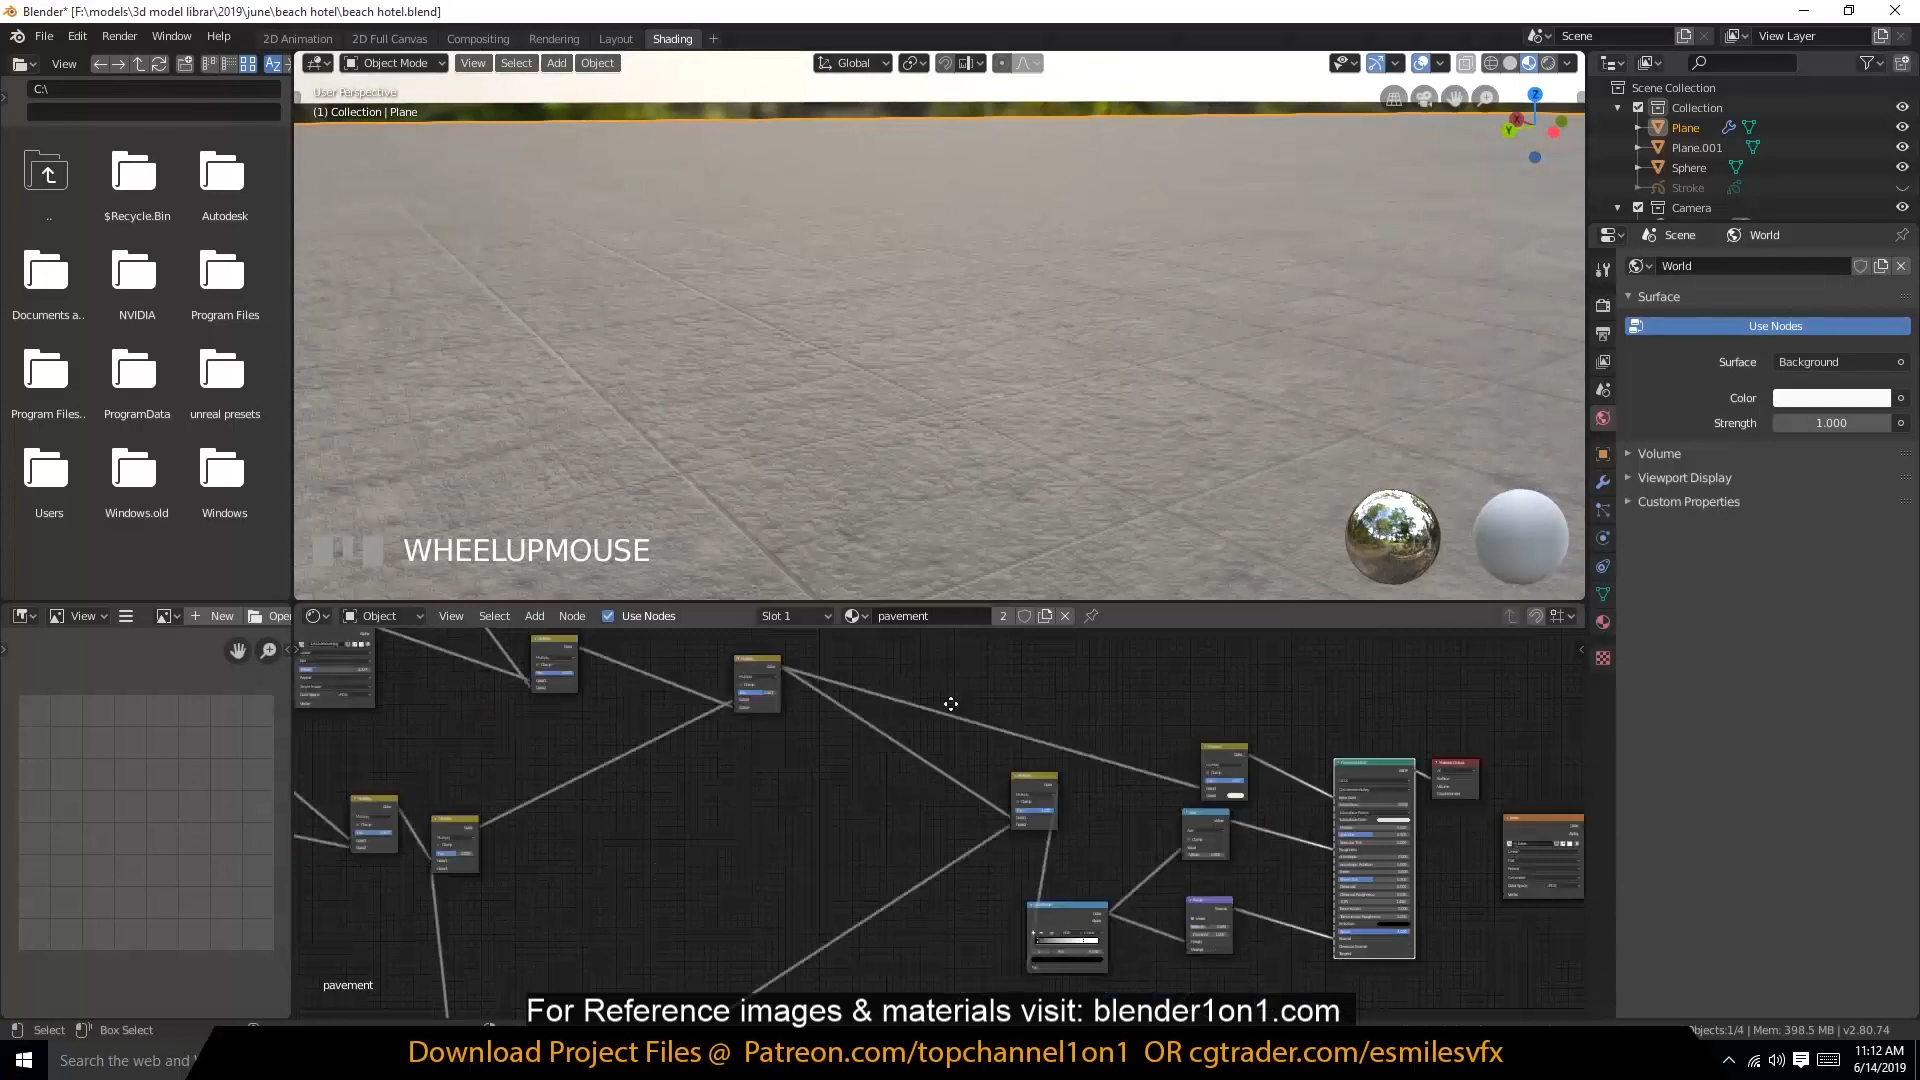 Blender* [F:\models\3d model librar\2019\june\beach hotel\beach hotel.blend]
File Edit Render Window Help
2D Animation 2D Full Canvas Compositing Rendering Layout Shading
Scene
View Layer
View
Az
C:\
..
$Recycle.Bin
Autodesk
Documents a..
NVIDIA
Program Files
Program Files..
ProgramData
unreal presets
Users
Windows.old
Windows
Object Mode View Select Add Object
Global
User Perspective
(1) Collection | Plane
Z
X
Y
WHEELUPMOUSE
Scene Collection
Collection
Plane
Plane.001
Sphere
Stroke
Camera
Scene World
World
Surface
Use Nodes
Surface Background
Color
Strength 1.000
Volume
Viewport Display
Custom Properties
View New Open
Object View Select Add Node Use Nodes
Slot 1
pavement
2
pavement
For Reference images & materials visit: blender1on1.com
Select
Box Select
Objects:1/4 | Mem: 398.5 MB | v2.80.74
Search the web and
Download Project Files @ Patreon.com/topchannel1on1 OR cgtrader.com/esmilesvfx
11:12 AM
6/14/2019